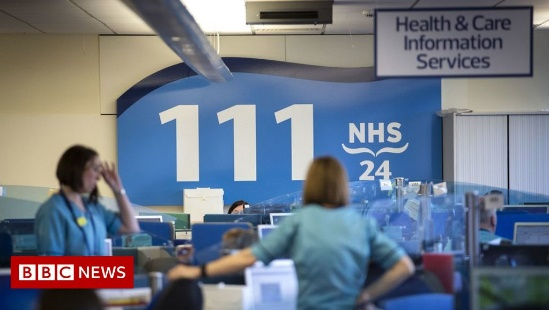 Health & Care
Information
Services
111
NHS
24
BBC NEWS